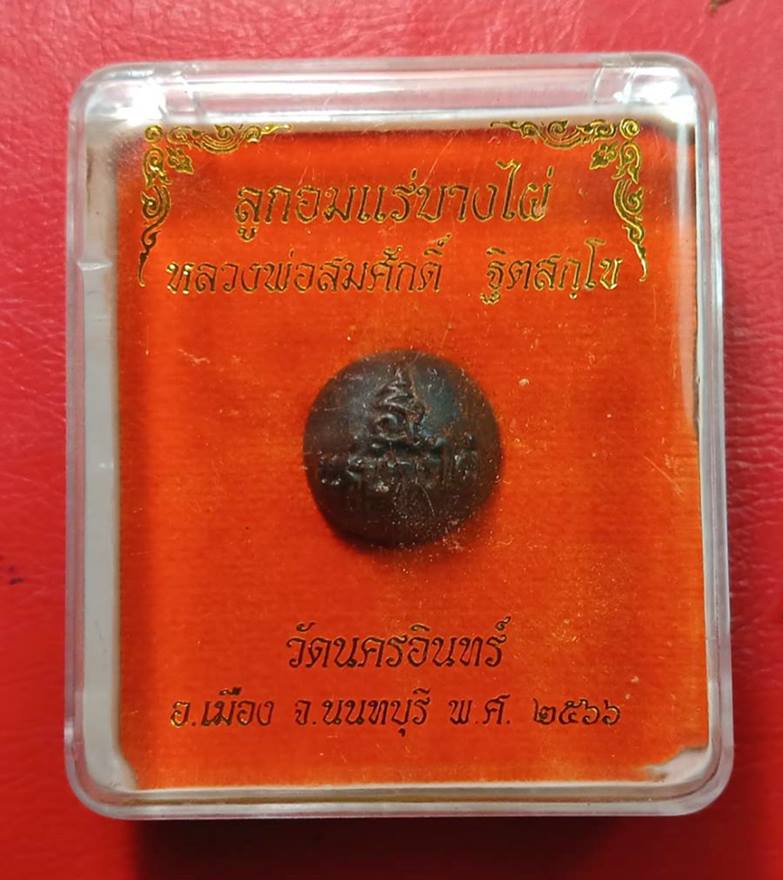 ลูกอมแร่บางไผ่
หลวงพ่อสมศักดิ์ ฐิตสกฺโข
วัดนครอินทร์
อ.เมือง จ.นนทบุรี พ.ศ. ๒๕๖๖